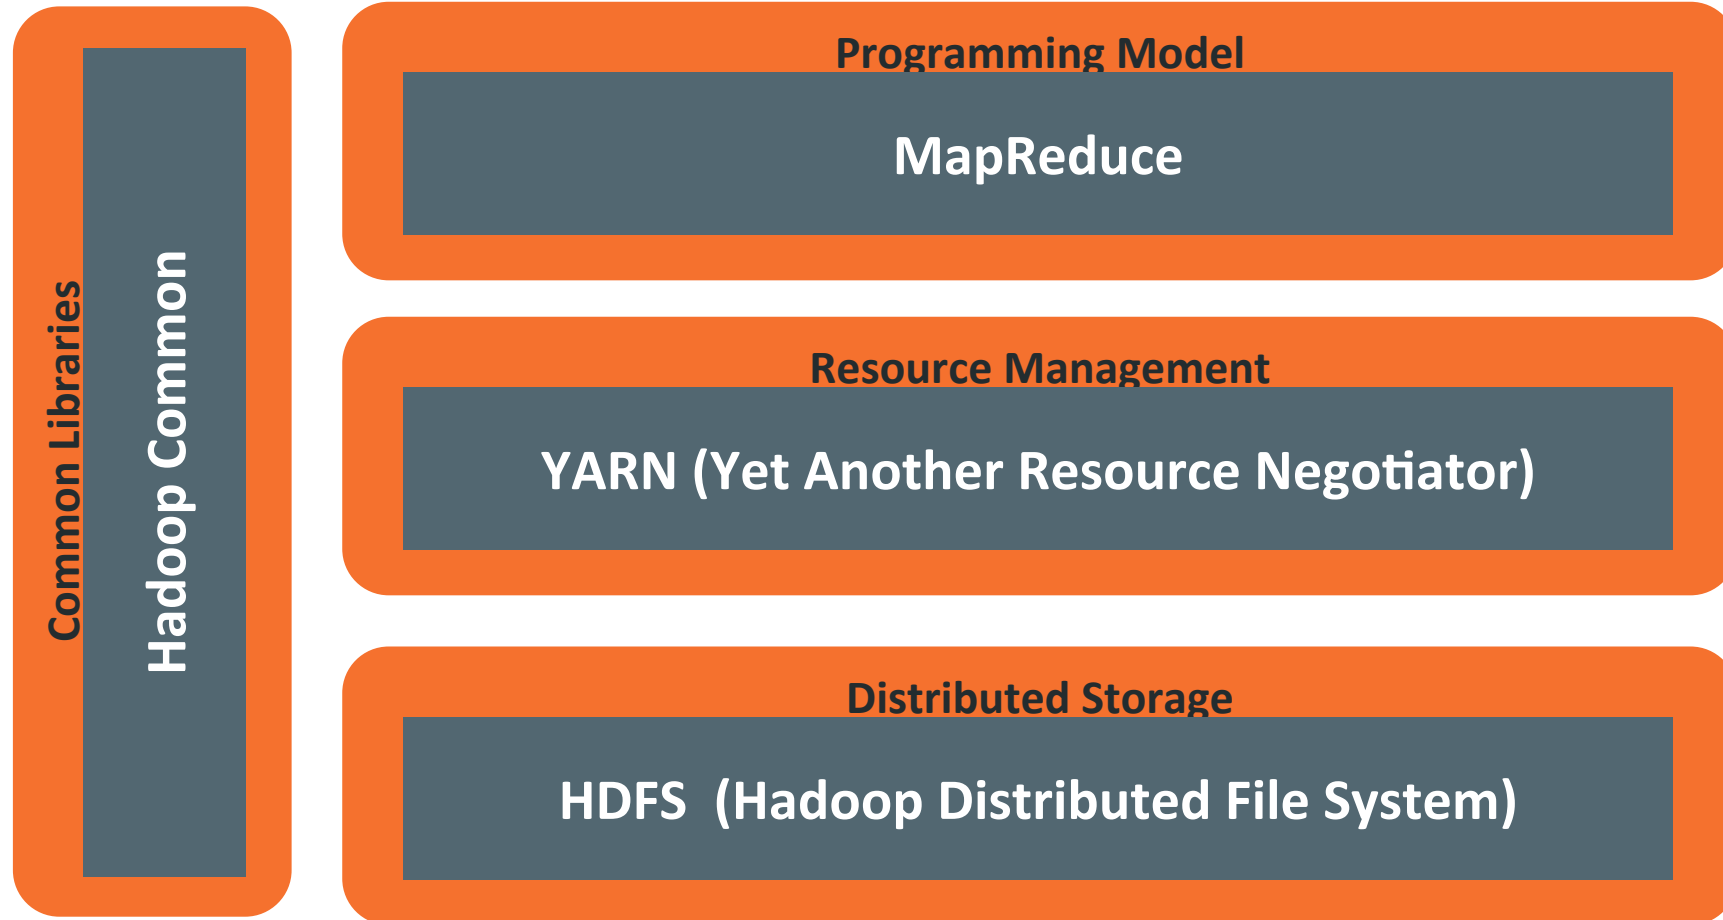 Common Libraries
Hadoop Common
Programming Model
MapReduce
Resource Management
YARN (Yet Another Resource Negotiator)
Distributed Storage
HDFS  (Hadoop Distributed File System)